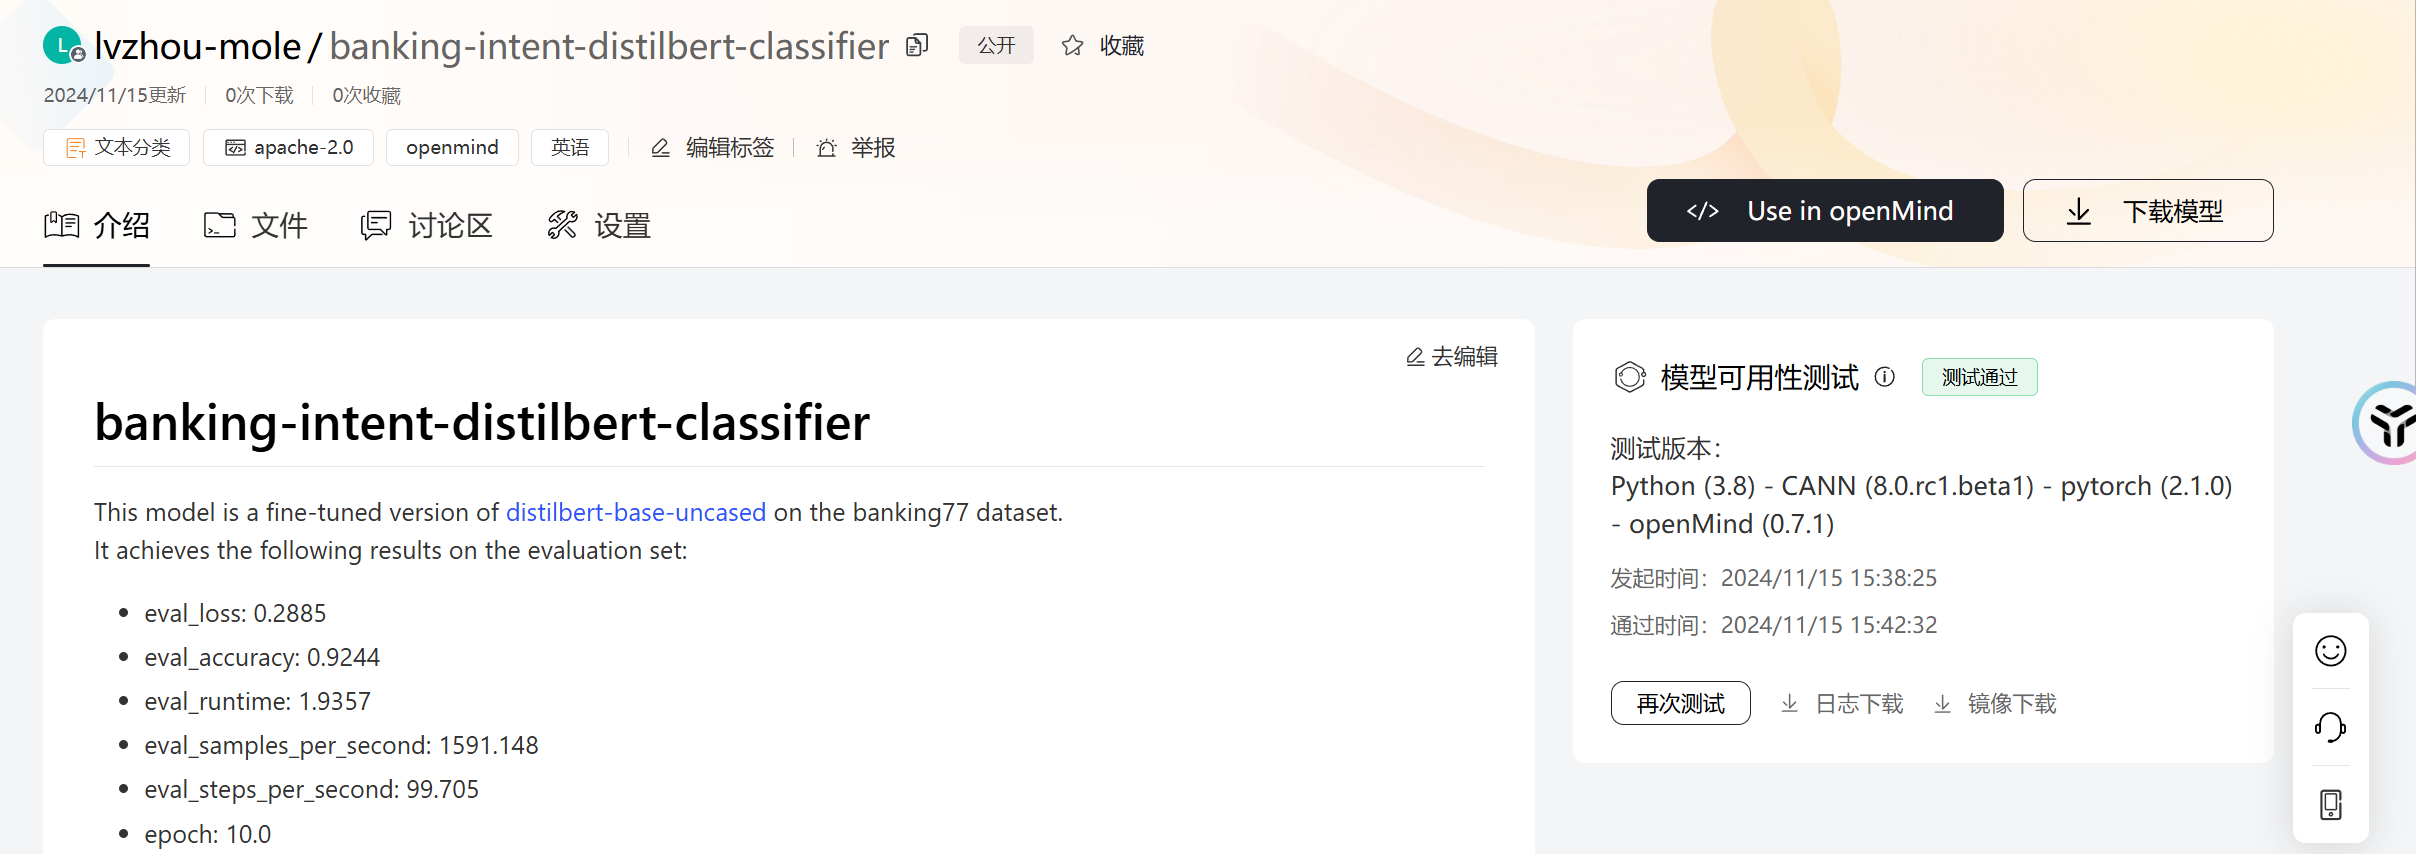 L lvzhou-mole / banking-intent-distilbert-classifier 公开 收藏
2024/11/15更新 0次下载 0次收藏
文本分类 apache-2.0 openmind 英语 编辑标签 举报
介绍 文件 讨论区 设置
</> Use in openMind 下载模型
去编辑
banking-intent-distilbert-classifier
This model is a fine-tuned version of distilbert-base-uncased on the banking77 dataset.
It achieves the following results on the evaluation set:
• eval_loss: 0.2885
• eval_accuracy: 0.9244
• eval_runtime: 1.9357
• eval_samples_per_second: 1591.148
• eval_steps_per_second: 99.705
• epoch: 10.0
模型可用性测试 测试通过
测试版本：
Python (3.8) - CANN (8.0.rc1.beta1) - pytorch (2.1.0)
- openMind (0.7.1)
发起时间：2024/11/15 15:38:25
通过时间：2024/11/15 15:42:32
再次测试 日志下载 镜像下载